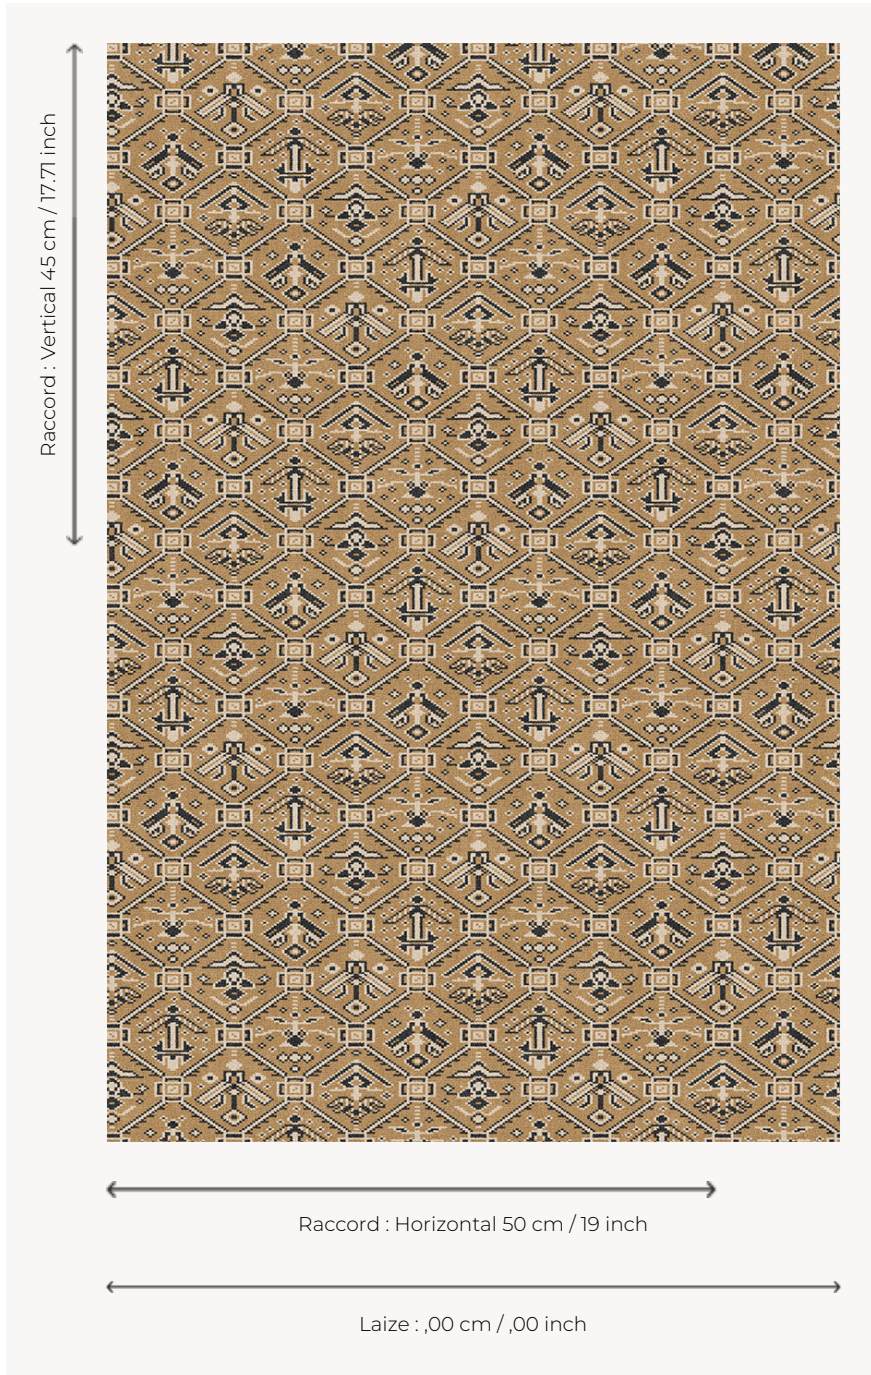 Raccord : Vertical 45 cm / 17.71 inch
Raccord : Horizontal 50 cm / 19 inch
Laize : ,00 cm / ,00 inch